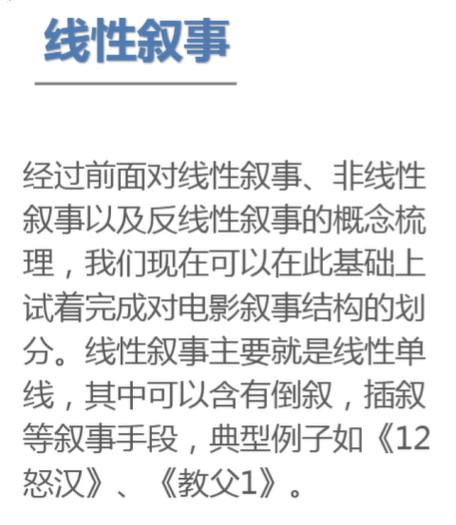 线性叙事
经过前面对线性叙事、非线性
叙事以及反线性叙事的概念梳
理，我们现在可以在此基础上
试着完成对电影叙事结构的划
分。线性叙事主要就是线性单
线，其中可以含有倒叙，插叙
等叙事手段，典型例子如《12
怒汉》、《教父1》。